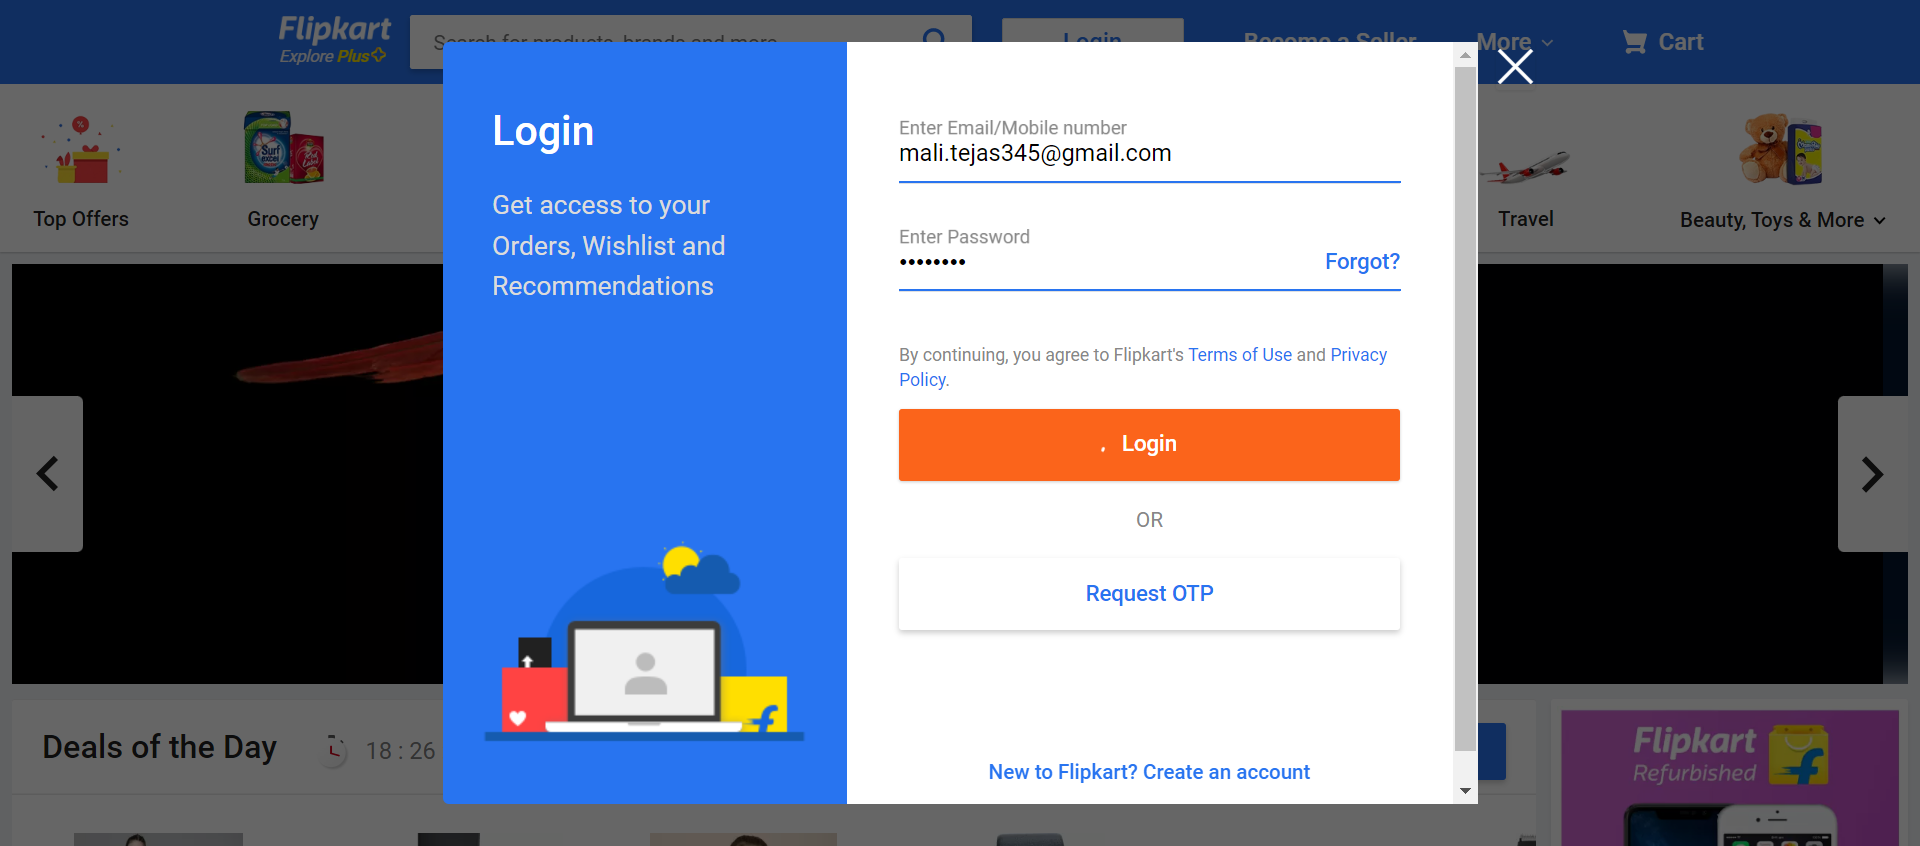 Flipkart
Explore Plus
Search for products, brands and more
Login
Become a Seller
More
Cart
Top Offers
Grocery
Travel
Beauty, Toys & More
Login
Get access to your
Orders, Wishlist and
Recommendations
Enter Email/Mobile number
mali.tejas345@gmail.com
Enter Password
••••••••
Forgot?
By continuing, you agree to Flipkart's Terms of Use and Privacy
Policy.
Login
OR
Request OTP
New to Flipkart? Create an account
Deals of the Day
18 : 26
Flipkart
Refurbished
Surf
excel